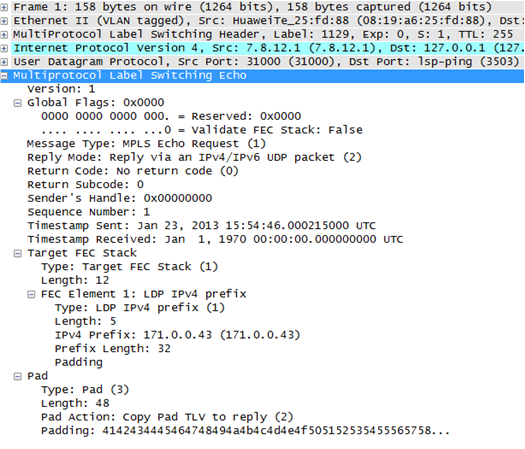 Frame 1: 158 bytes on wire (1264 bits), 158 bytes captured (1264 bits)
Ethernet II (VLAN tagged), Src: HuaweiTe_25:fd:88 (08:19:a6:25:fd:88), Dst:
MultiProtocol Label Switching Header, Label: 1129, Exp: 0, S: 1, TTL: 255
Internet Protocol Version 4, Src: 7.8.12.1 (7.8.12.1), Dst: 127.0.0.1 (127.
User Datagram Protocol, Src Port: 31000 (31000), Dst Port: lsp-ping (3503)
Multiprotocol Label Switching Echo
Version: 1
Global Flags: 0x0000
0000 0000 0000 000. = Reserved: 0x0000
.... .... .... ...0 = Validate FEC Stack: False
Message Type: MPLS Echo Request (1)
Reply Mode: Reply via an IPv4/IPv6 UDP packet (2)
Return Code: No return code (0)
Return Subcode: 0
Sender's Handle: 0x00000000
Sequence Number: 1
Timestamp Sent: Jan 23, 2013 15:54:46.000215000 UTC
Timestamp Received: Jan  1, 1970 00:00:00.000000000 UTC
Target FEC Stack
Type: Target FEC Stack (1)
Length: 12
FEC Element 1: LDP IPv4 prefix
Type: LDP IPv4 prefix (1)
Length: 5
IPv4 Prefix: 171.0.0.43 (171.0.0.43)
Prefix Length: 32
Padding
Pad
Type: Pad (3)
Length: 48
Pad Action: Copy Pad TLV to reply (2)
Padding: 4142434445464748494a4b4c4d4e4f505152535455565758...